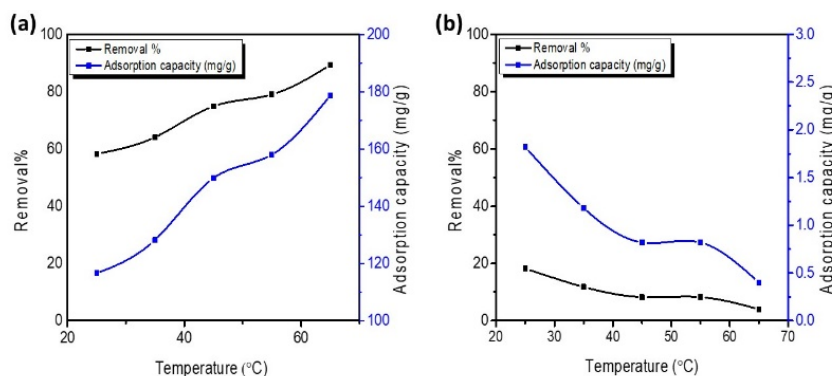 (a)
Removal %
Adsorption capacity (mg/g)
Removal%
100
80
60
40
20
0
200
180
160
140
120
100
Adsorption capacity (mg/g)
20 40 60
Temperature (°C)
(b)
Removal %
Adsorption capacity (mg/g)
Removal%
100
80
60
40
20
0
3.0
2.5
2.0
1.5
1.0
0.5
0.0
Adsorption capacity (mg/g)
20 30 40 50 60 70
Temperature (°C)